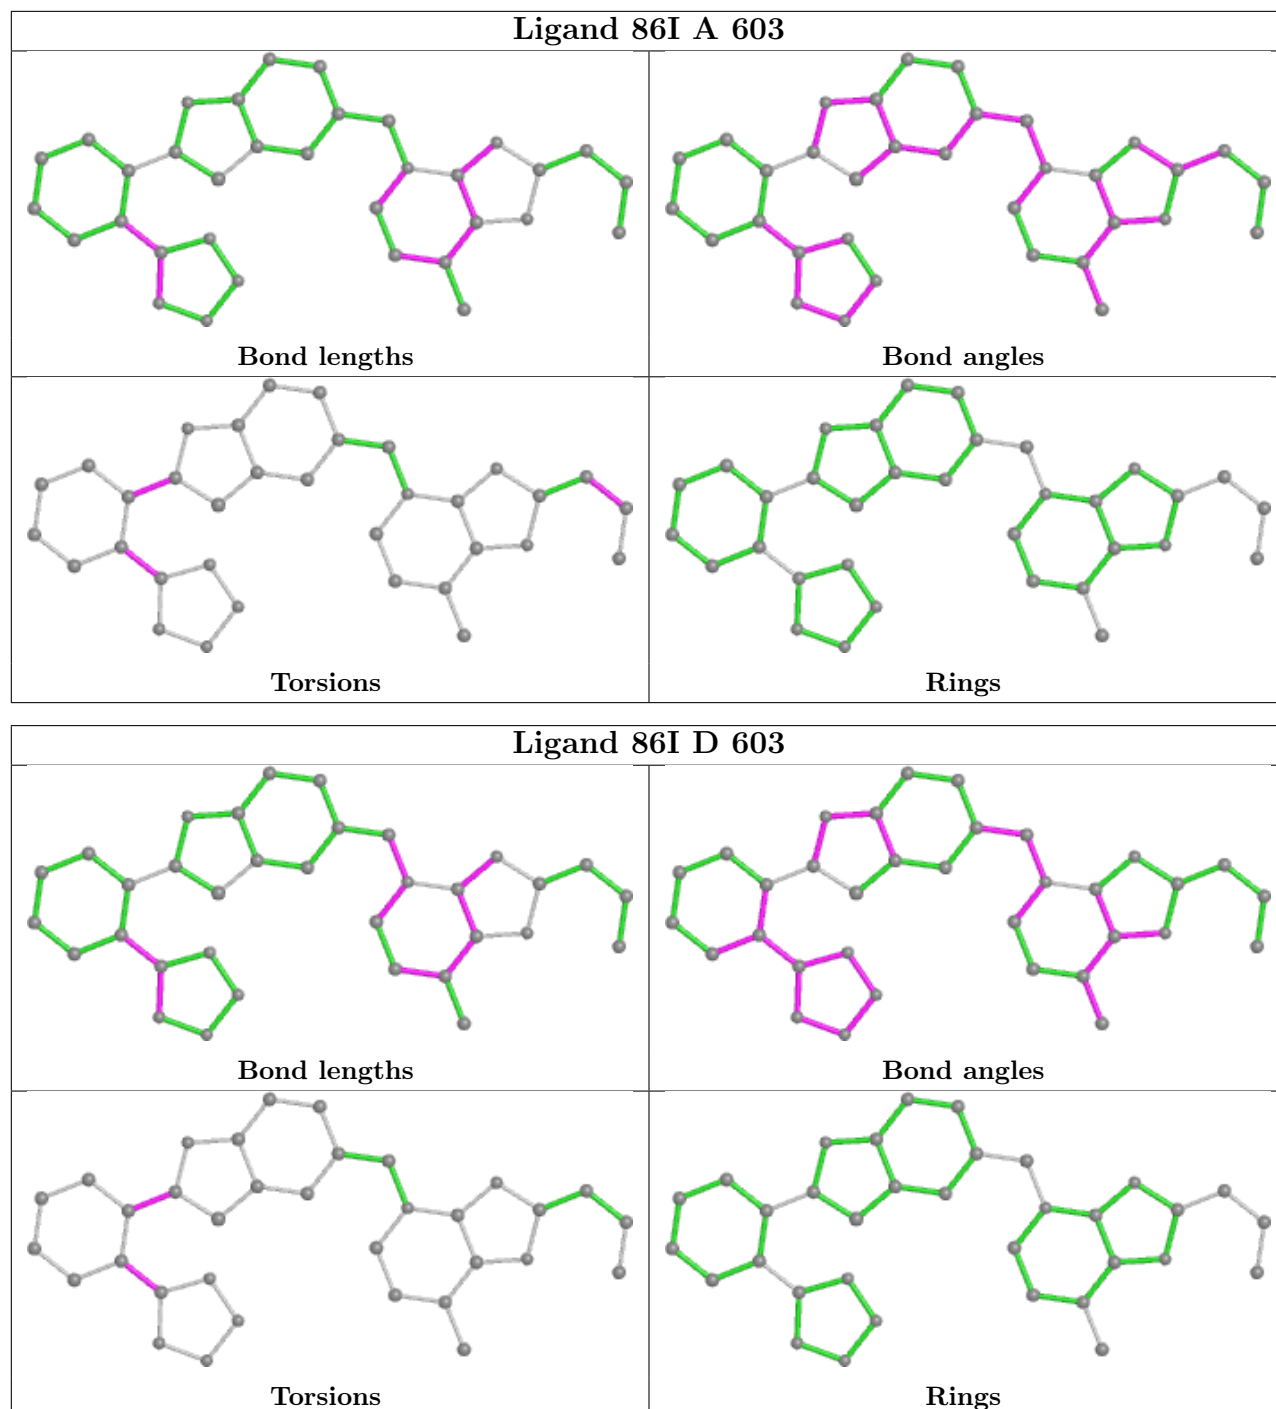 Ligand 86I A 603
Bond lengths
Bond angles
Torsions
Rings
Ligand 86I D 603
Bond lengths
Bond angles
Torsions
Rings